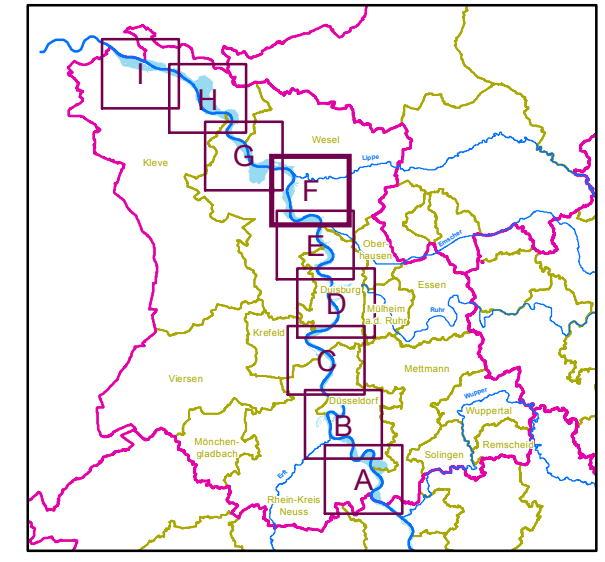 I
H
G
Wesel
Kleve
Lippe
F
E
Ober-
hausen
Emscher
Duisburg
Essen
D
Mülheim
a.d. Ruhr
Ruhr
Krefeld
C
Mettmann
Viersen
Düsseldorf
Wupper
Wuppertal
B
Mönchen-
gladbach
Remscheid
Solingen
Erft
A
Rhein-Kreis
Neuss